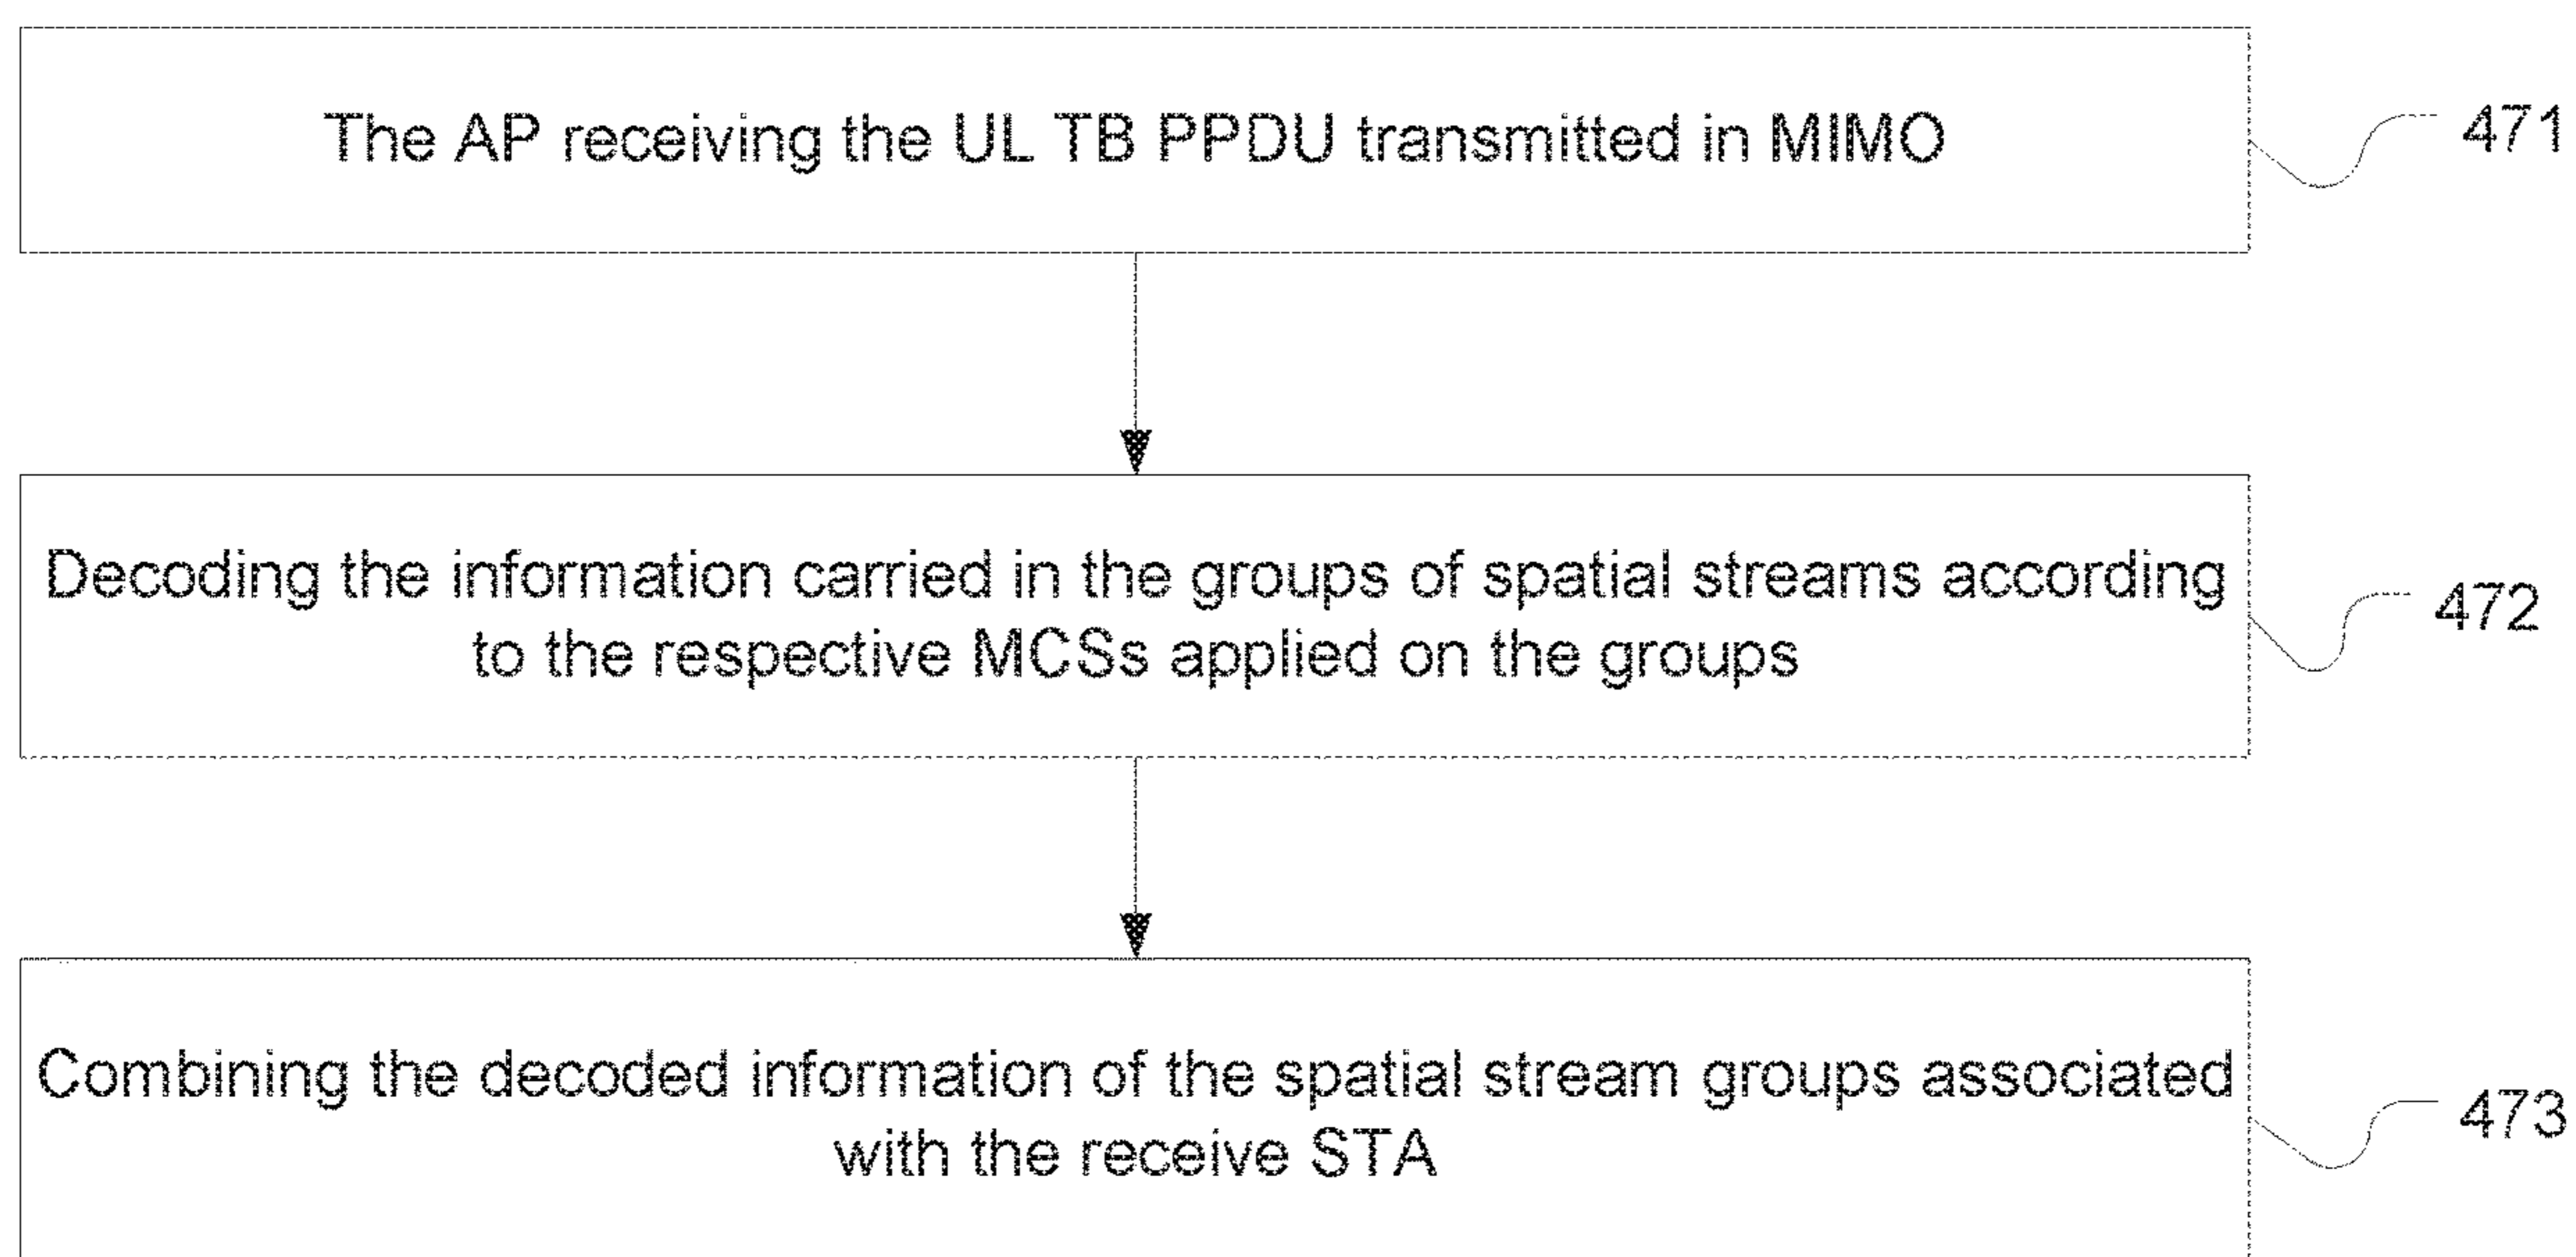 The AP receiving the UL TB PPDU transmitted in MIMO
471
Decoding the information carried in the groups of spatial streams according
to the respective MCSs applied on the groups
472
Combining the decoded information of the spatial stream groups associated
with the receive STA
473